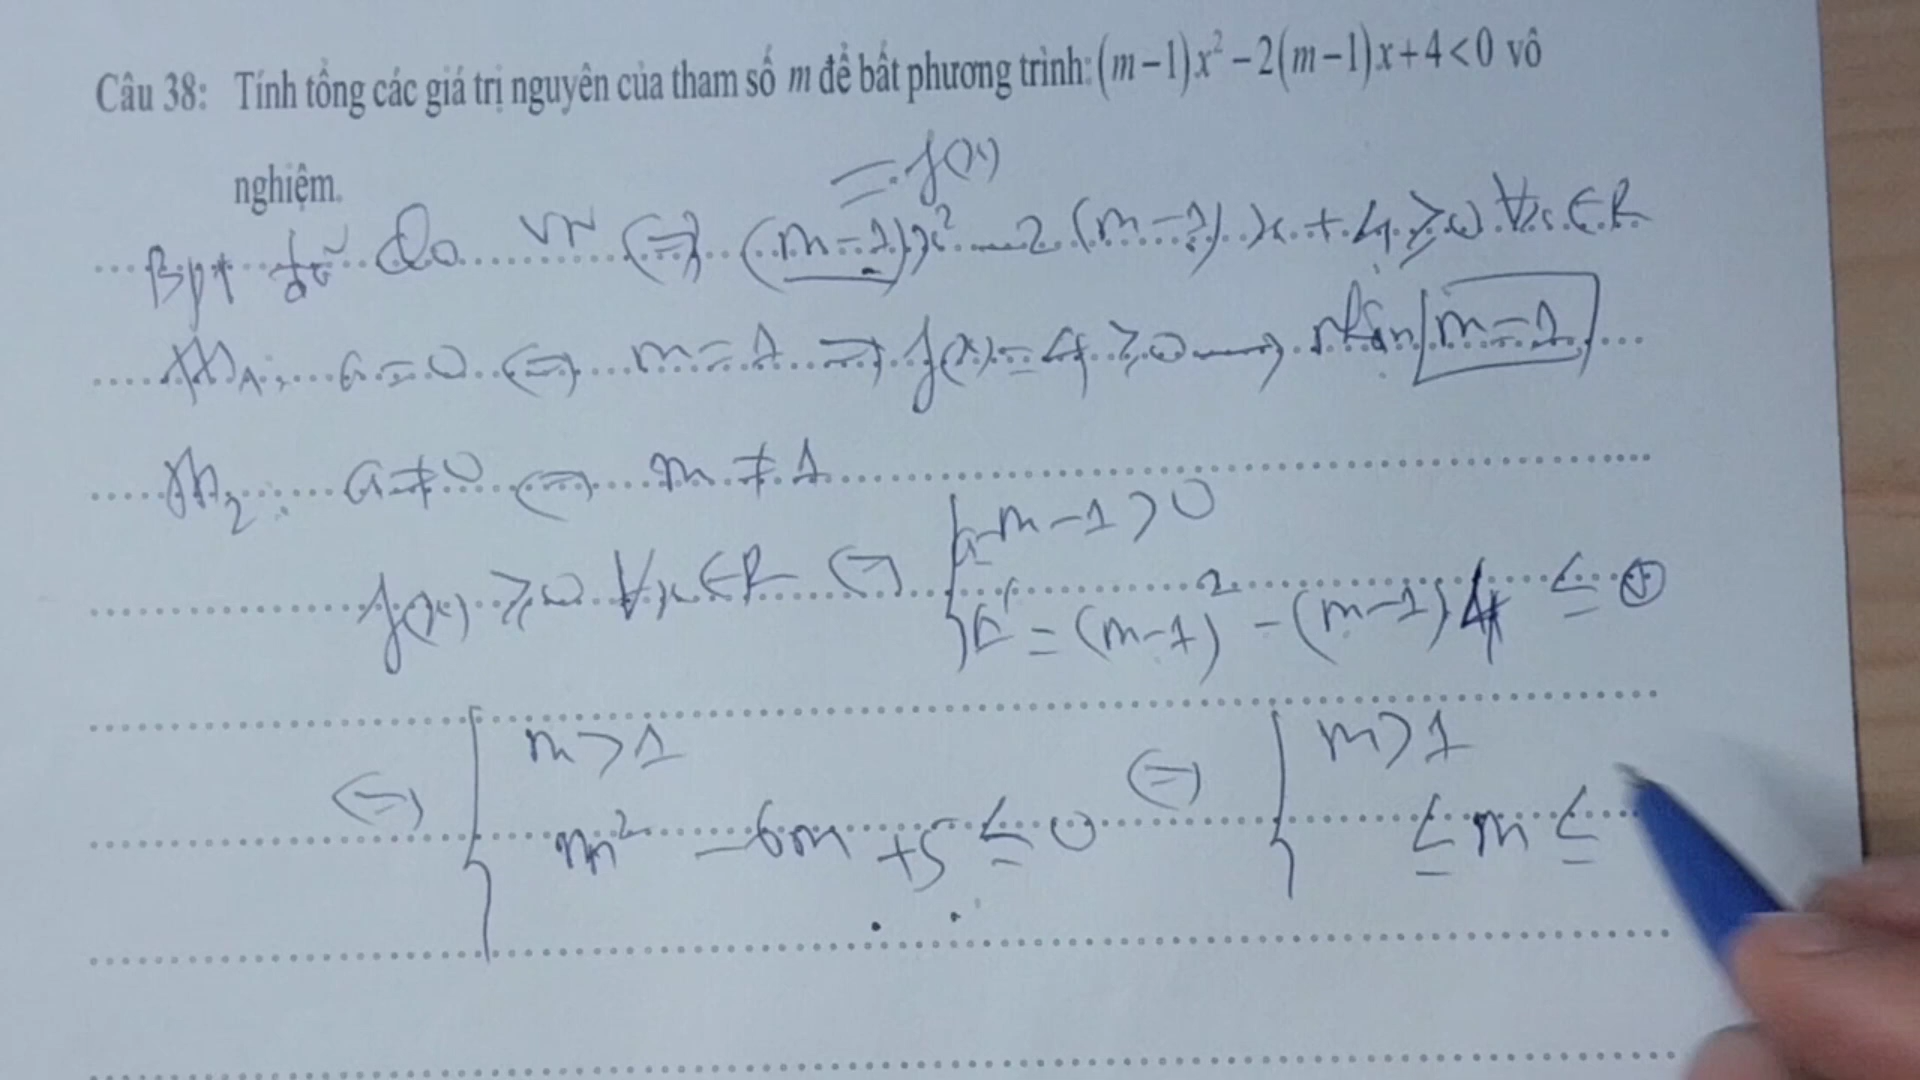 Câu 38: Tính tổng các giá trị nguyên của tham số m để bất phương trình: (m−1)x² − 2(m−1)x + 4 < 0 vô
nghiệm.
= f(x)
Bpt đã cho VN ⇔ (m−1)x² − 2(m−1)x + 4 ≥ 0 ∀x ∈ R
TH₁: a = 0 ⇔ m = 1 ⇒ f(x) = 4 ≥ 0 → nhận m = 1
TH₂: a ≠ 0 ⇔ m ≠ 1
f(x) ≥ 0 ∀x ∈ R ⇔ { m − 1 > 0
Δ' = (m−1)² − (m−1)4 ≤ 0
⇔ { m > 1 ⇔ { m > 1
m² − 6m + 5 ≤ 0 ≤ m ≤